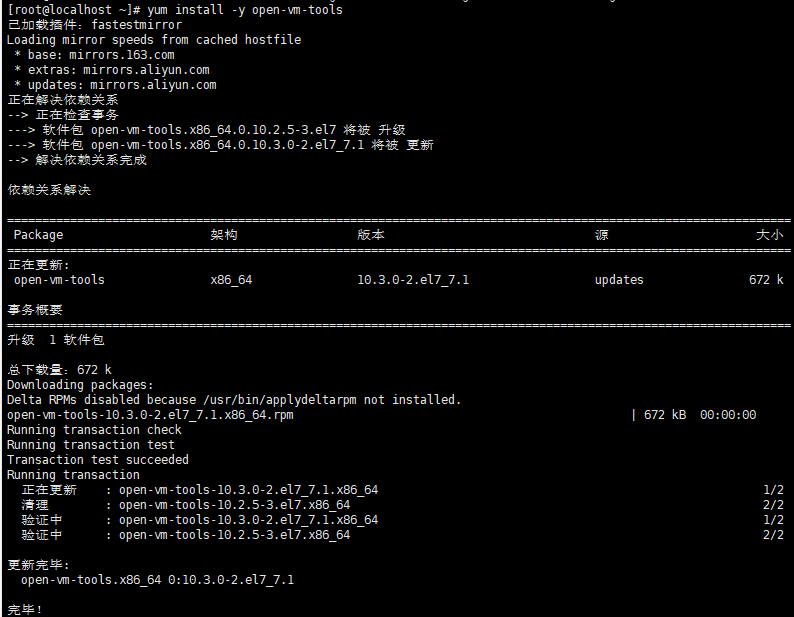 [root@localhost ~]# yum install -y open-vm-tools
已加载插件：fastestmirror
Loading mirror speeds from cached hostfile
 * base: mirrors.163.com
 * extras: mirrors.aliyun.com
 * updates: mirrors.aliyun.com
正在解决依赖关系
--> 正在检查事务
---> 软件包 open-vm-tools.x86_64.0.10.2.5-3.el7 将被 升级
---> 软件包 open-vm-tools.x86_64.0.10.3.0-2.el7_7.1 将被 更新
--> 解决依赖关系完成

依赖关系解决

================================================================================
 Package 架构 版本 源 大小
================================================================================
正在更新:
 open-vm-tools x86_64 10.3.0-2.el7_7.1 updates 672 k

事务概要
================================================================================
升级  1 软件包

总下载量：672 k
Downloading packages:
Delta RPMs disabled because /usr/bin/applydeltarpm not installed.
open-vm-tools-10.3.0-2.el7_7.1.x86_64.rpm | 672 kB  00:00:00
Running transaction check
Running transaction test
Transaction test succeeded
Running transaction
  正在更新    : open-vm-tools-10.3.0-2.el7_7.1.x86_64 1/2
  清理        : open-vm-tools-10.2.5-3.el7.x86_64 2/2
  验证中      : open-vm-tools-10.3.0-2.el7_7.1.x86_64 1/2
  验证中      : open-vm-tools-10.2.5-3.el7.x86_64 2/2

更新完毕:
  open-vm-tools.x86_64 0:10.3.0-2.el7_7.1

完毕！